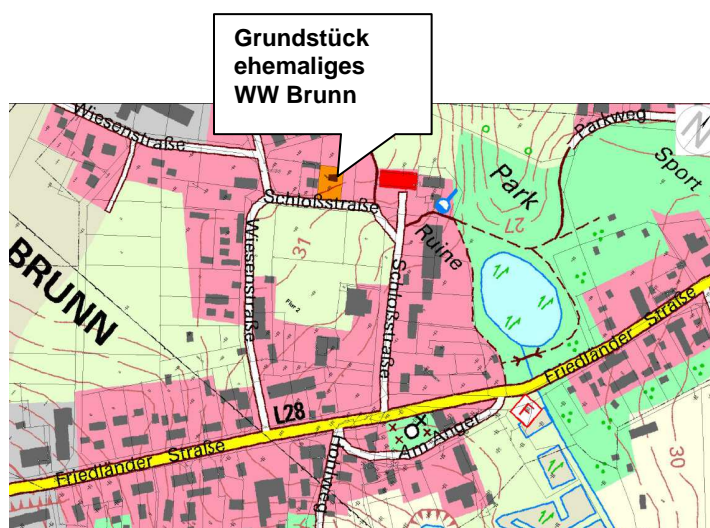 Grundstück
ehemaliges
WW Brunn
Wiesenstraße
Parkweg
Park
Sport
Schloßstraße
27
Ruine
31
Wiesenstraße
Schloßstraße
BRUNN
Flur 2
Friedländer Straße
L28
Am Anger
Friedländer Straße
30